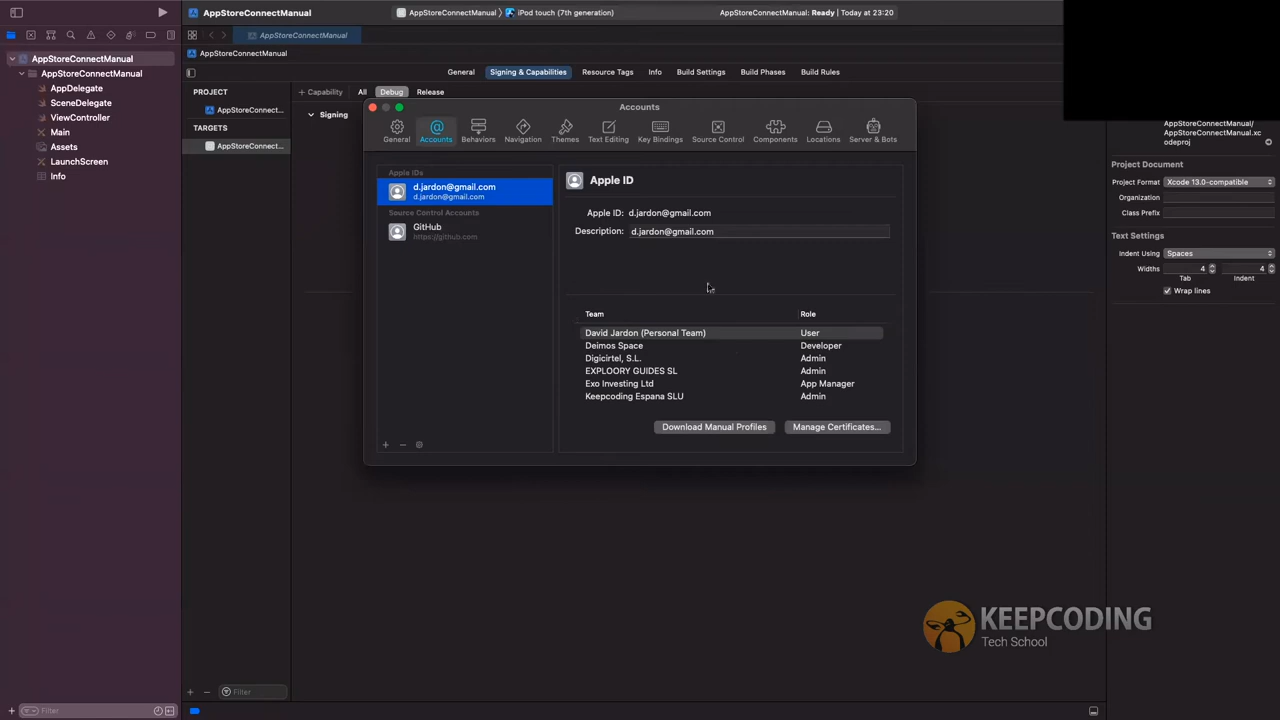 AppStoreConnectManual
AppStoreConnectManual 〉 iPod touch (7th generation)
AppStoreConnectManual: Ready | Today at 23:20
AppStoreConnectManual
AppStoreConnectManual
AppDelegate
SceneDelegate
ViewController
Main
Assets
LaunchScreen
Info
AppStoreConnectManual
AppStoreConnectManual
General Signing & Capabilities Resource Tags Info Build Settings Build Phases Build Rules
PROJECT
AppStoreConnect...
TARGETS
AppStoreConnect...
+ Capability All Debug Release
Signing
Accounts
General Accounts Behaviors Navigation Themes Text Editing Key Bindings Source Control Components Locations Server & Bots
Apple IDs
d.jardon@gmail.com
d.jardon@gmail.com
Source Control Accounts
GitHub
https://github.com
Apple ID
Apple ID: d.jardon@gmail.com
Description: d.jardon@gmail.com
Team Role
David Jardon (Personal Team) User
Deimos Space Developer
Digicirtel, S.L. Admin
EXPLOORY GUIDES SL Admin
Exo Investing Ltd App Manager
Keepcoding Espana SLU Admin
Download Manual Profiles Manage Certificates...
AppStoreConnectManual/
AppStoreConnectManual.xc
odeproj
Project Document
Project Format Xcode 13.0-compatible
Organization
Class Prefix
Text Settings
Indent Using Spaces
Widths 4 4
Tab Indent
Wrap lines
KEEPCODING
Tech School
Filter
Filter